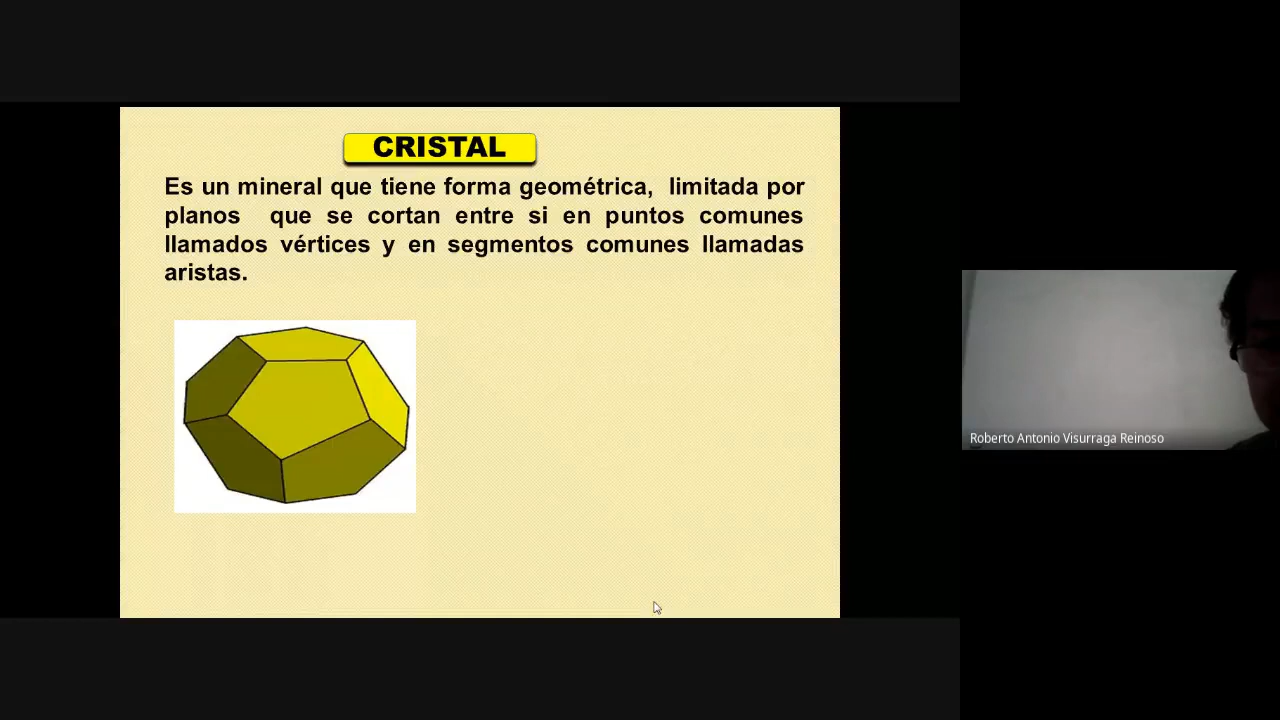 CRISTAL
Es un mineral que tiene forma geométrica, limitada por
planos que se cortan entre si en puntos comunes
llamados vértices y en segmentos comunes llamadas
aristas.
Roberto Antonio Visurraga Reinoso